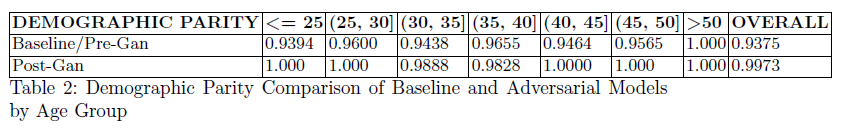 DEMOGRAPHIC PARITY <= 25 (25, 30] (30, 35] (35, 40] (40, 45] (45, 50] >50 OVERALL
Baseline/Pre-Gan 0.9394 0.9600 0.9438 0.9655 0.9464 0.9565 1.000 0.9375
Post-Gan 1.000 1.000 0.9888 0.9828 1.0000 1.000 1.000 0.9973
Table 2: Demographic Parity Comparison of Baseline and Adversarial Models
by Age Group